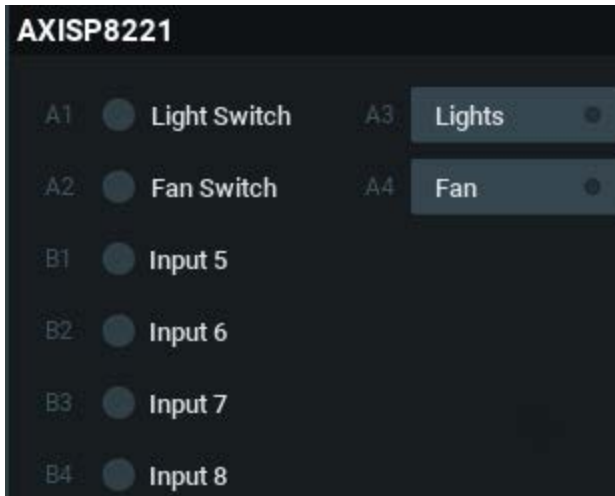 AXISP8221
A1 Light Switch A3 Lights
A2 Fan Switch A4 Fan
B1 Input 5
B2 Input 6
B3 Input 7
B4 Input 8